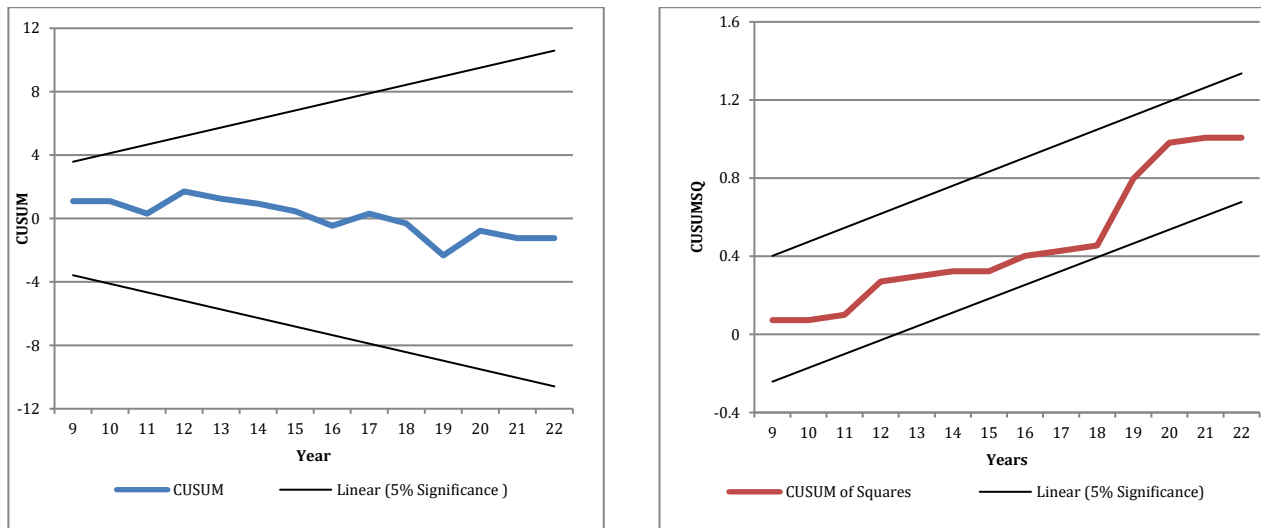 12
8
4
0
-4
-8
-12
CUSUM
9 10 11 12 13 14 15 16 17 18 19 20 21 22
Year
CUSUM Linear (5% Significance )
1.6
1.2
0.8
0.4
0
-0.4
CUSUMSQ
9 10 11 12 13 14 15 16 17 18 19 20 21 22
Years
CUSUM of Squares Linear (5% Significance)